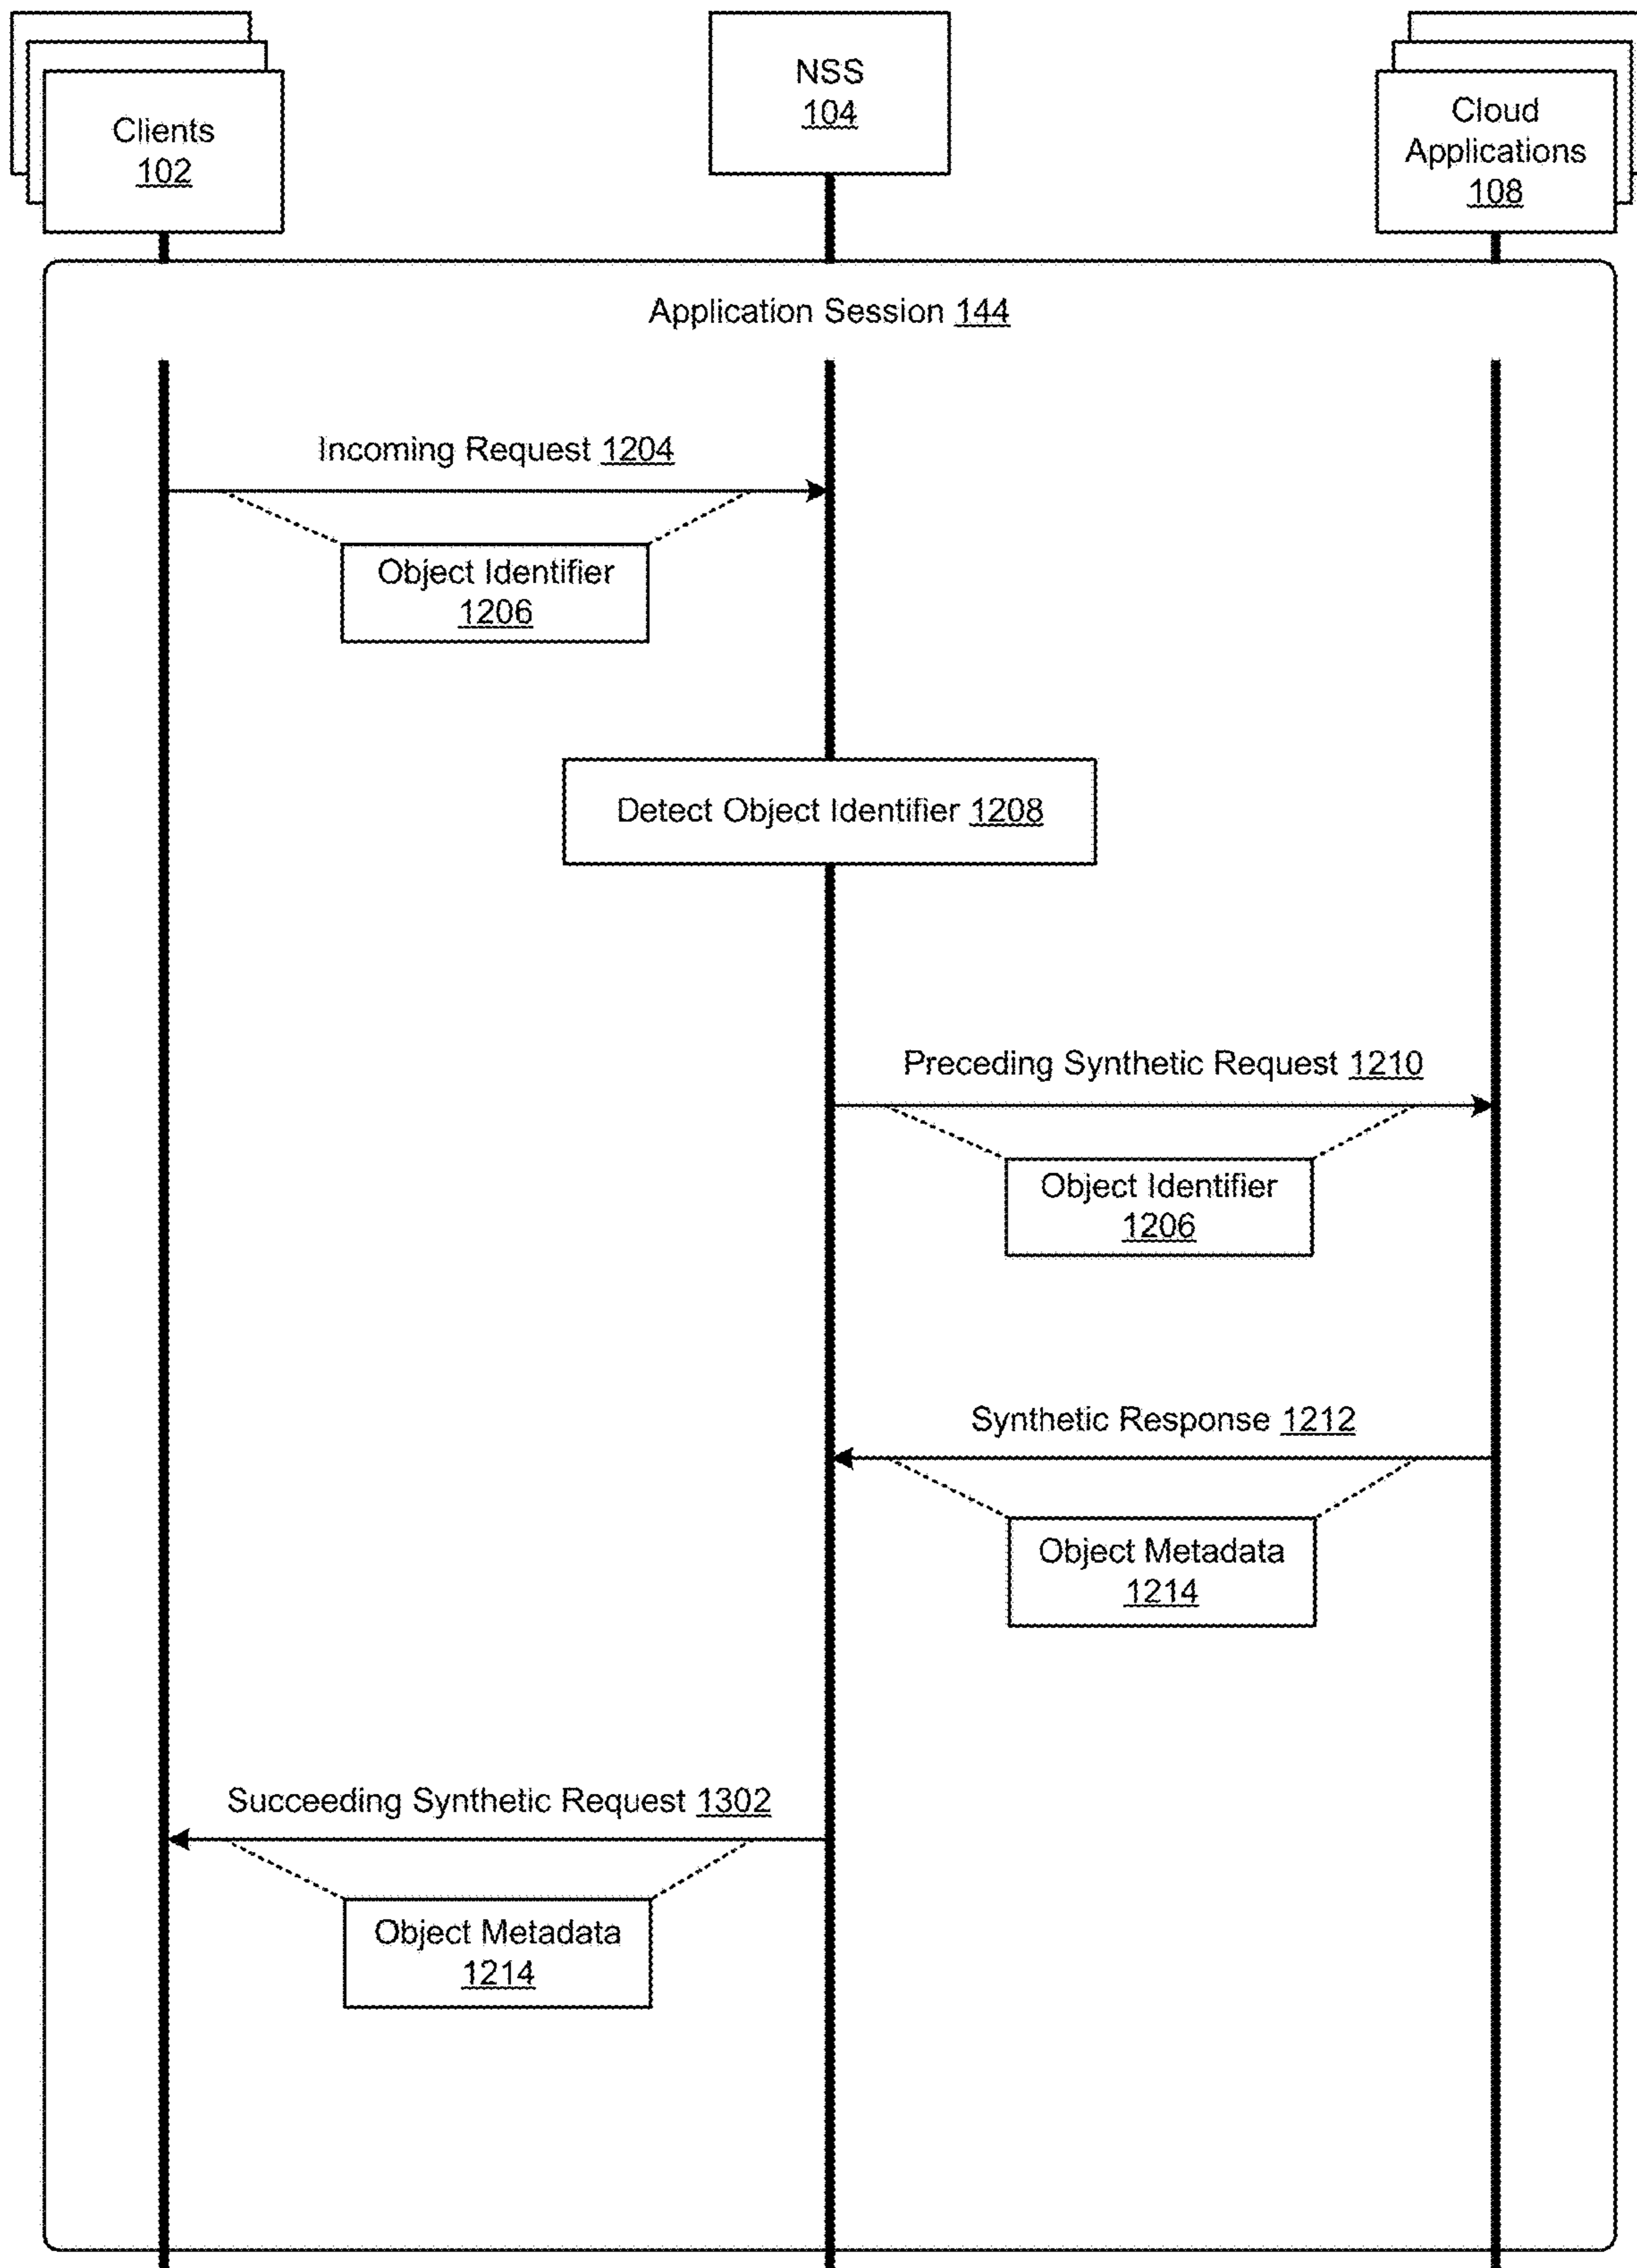 Clients
102
NSS
104
Cloud
Applications
108
Application Session 144
Incoming Request 1204
Object Identifier
1206
Detect Object Identifier 1208
Preceding Synthetic Request 1210
Object Identifier
1206
Synthetic Response 1212
Object Metadata
1214
Succeeding Synthetic Request 1302
Object Metadata
1214